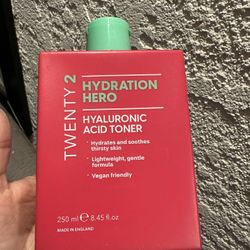 TWENTY 2
HYDRATION
HERO
HYALURONIC
ACID TONER
• Hydrates and soothes
thirsty skin
• Lightweight, gentle
formula
• Vegan friendly
250 ml ℮ 8.45 fl.oz
MADE IN ENGLAND